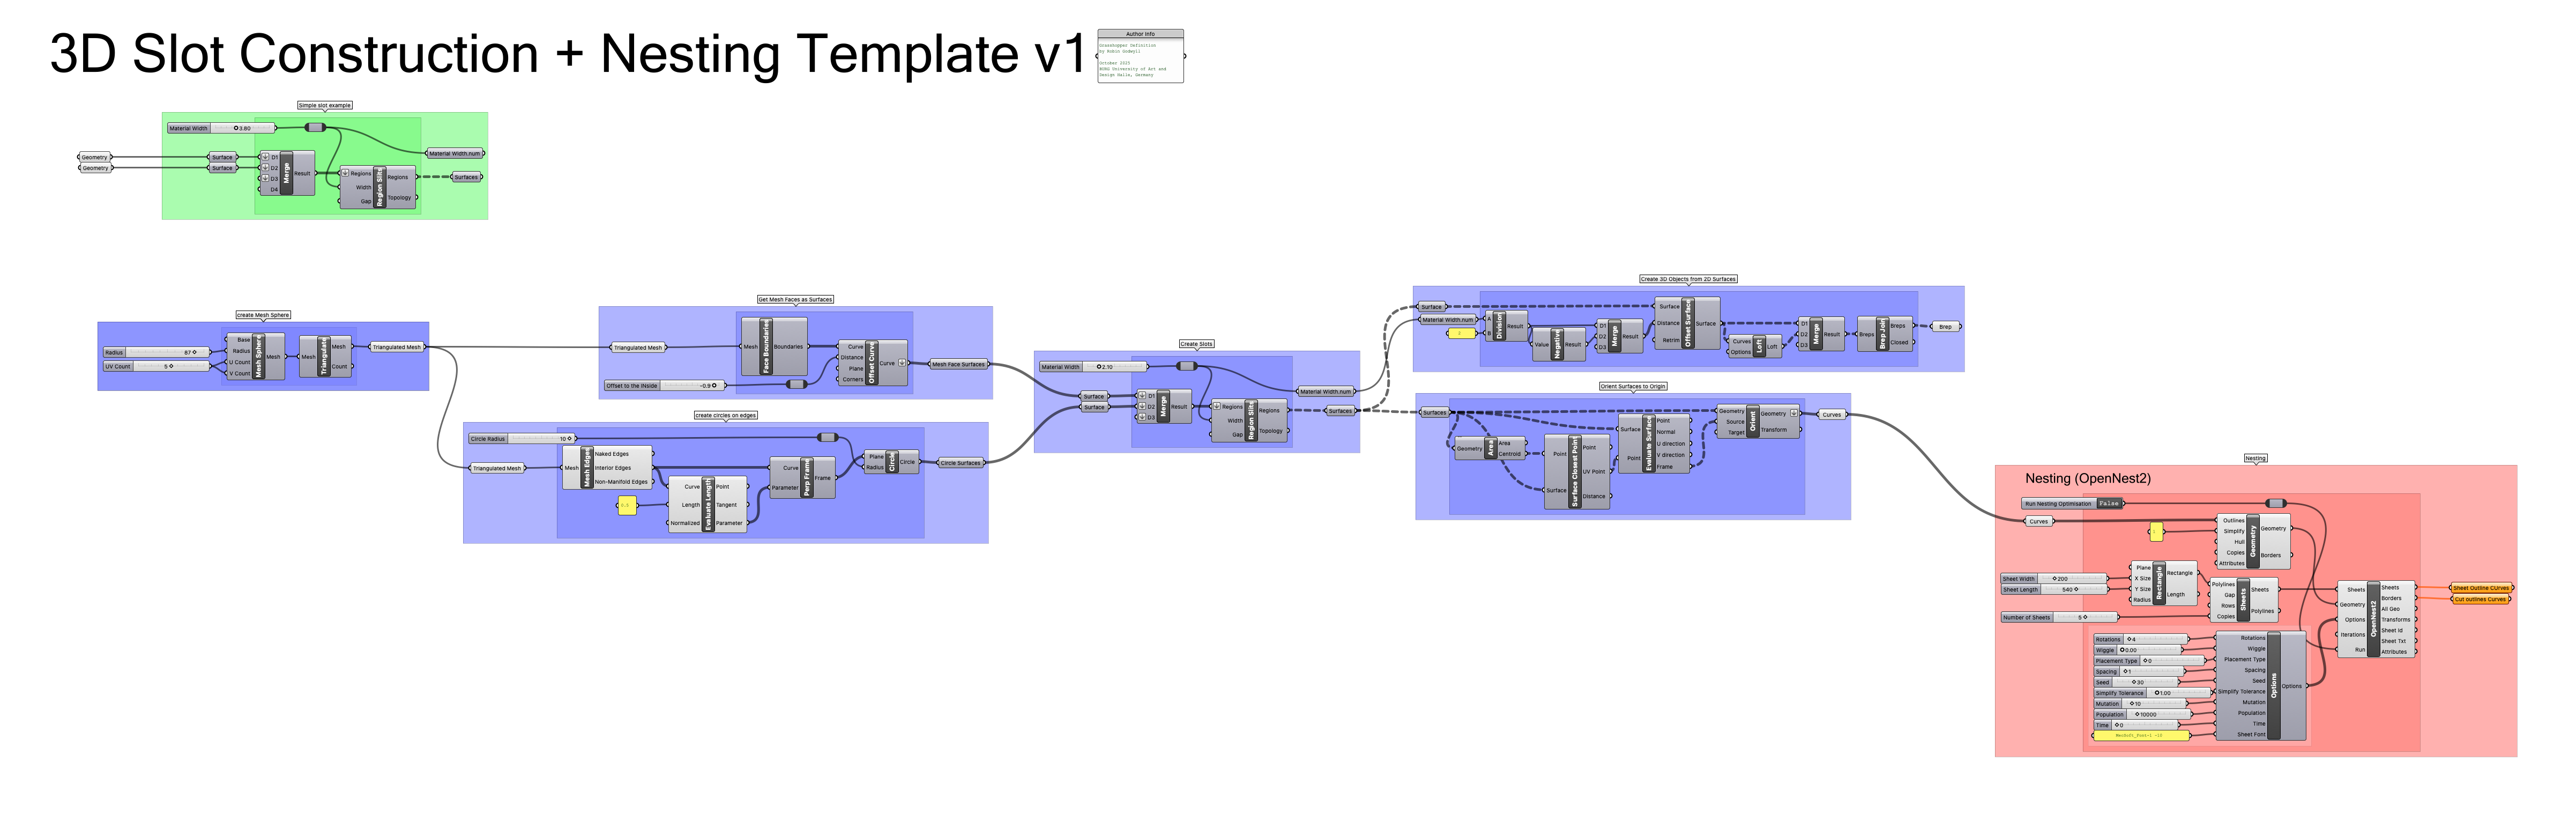 3D Slot Construction + Nesting Template v1
Author Info
Grasshopper Definition
October 2025
BURG University of Art and
Design Halle, Germany
Simple slot example
Material Width 3.80
Geometry
Geometry
Surface
Surface
D1
D2
D3
D4
Merge
Result
Regions
Width
Gap
Region Slits
Regions
Topology
Material Width.num
Surfaces
create Mesh Sphere
Radius 87
UV Count 5
Base
Radius
U Count
V Count
Mesh Sphere
Mesh
Mesh
Triangulate
Mesh
Count
Triangulated Mesh
Get Mesh Faces as Surfaces
Triangulated Mesh
Offset to the inside -0.9
Mesh
Face Boundaries
Boundaries
Curve
Distance
Plane
Corners
Offset Curve
Curve
Mesh Face Surfaces
create circles on edges
Circle Radius 10
Triangulated Mesh
Mesh
Mesh Edges
Naked Edges
Interior Edges
Non-Manifold Edges
0.5
Curve
Length
Normalized
Evaluate Length
Point
Tangent
Parameter
Curve
Parameter
Perp Frame
Frame
Plane
Radius
Circle
Circle
Circle Surfaces
Create Slots
Material Width 2.10
Surface
Surface
D1
D2
D3
Merge
Result
Regions
Width
Gap
Region Slits
Regions
Topology
Material Width.num
Surfaces
Create 3D Objects from 2D Surfaces
Surface
Material Width.num
A
B
Division
Result
Value
Negative
Result
D1
D2
D3
Merge
Result
Surface
Distance
Retrim
Offset Surface
Surface
Curves
Options
Loft
Loft
D1
D2
D3
Merge
Result
Breps
Brep Join
Breps
Closed
Brep
Orient Surfaces to Origin
Surfaces
Geometry
Area
Area
Centroid
Point
Surface
Surface Closest Point
Point
UV Point
Distance
Surface
Point
Evaluate Surface
Point
Normal
U direction
V direction
Frame
Geometry
Source
Target
Orient
Geometry
Transform
Curves
Nesting
Nesting (OpenNest2)
Run Nesting Optimisation False
Curves
Outlines
Simplify
Hull
Copies
Attributes
Geometry
Geometry
Borders
Sheet Width 200
Sheet Length 540
Plane
X Size
Y Size
Radius
Rectangle
Rectangle
Length
Number of Sheets 5
Polylines
Gap
Rows
Copies
Sheets
Sheets
Polylines
Rotations 4
Wiggle 0.00
Placement Type 0
Spacing 1
Seed 30
Simplify Tolerance 1.00
Mutation 10
Population 10000
Time 0
Rotations
Wiggle
Placement Type
Spacing
Seed
Simplify Tolerance
Mutation
Population
Time
Sheet Font
Options
Options
Sheets
Geometry
Options
Iterations
Run
OpenNest2
Sheets
Borders
All Geo
Transforms
Sheet Id
Sheet Txt
Attributes
Sheet Outline Curves
Cut outlines Curves